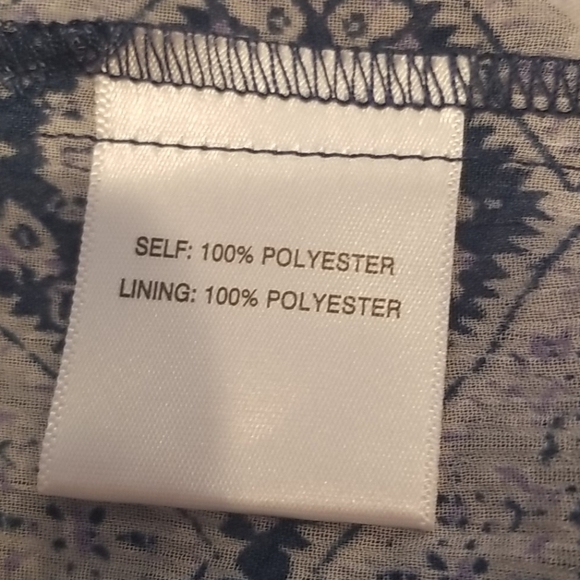 SELF: 100% POLYESTER
LINING: 100% POLYESTER